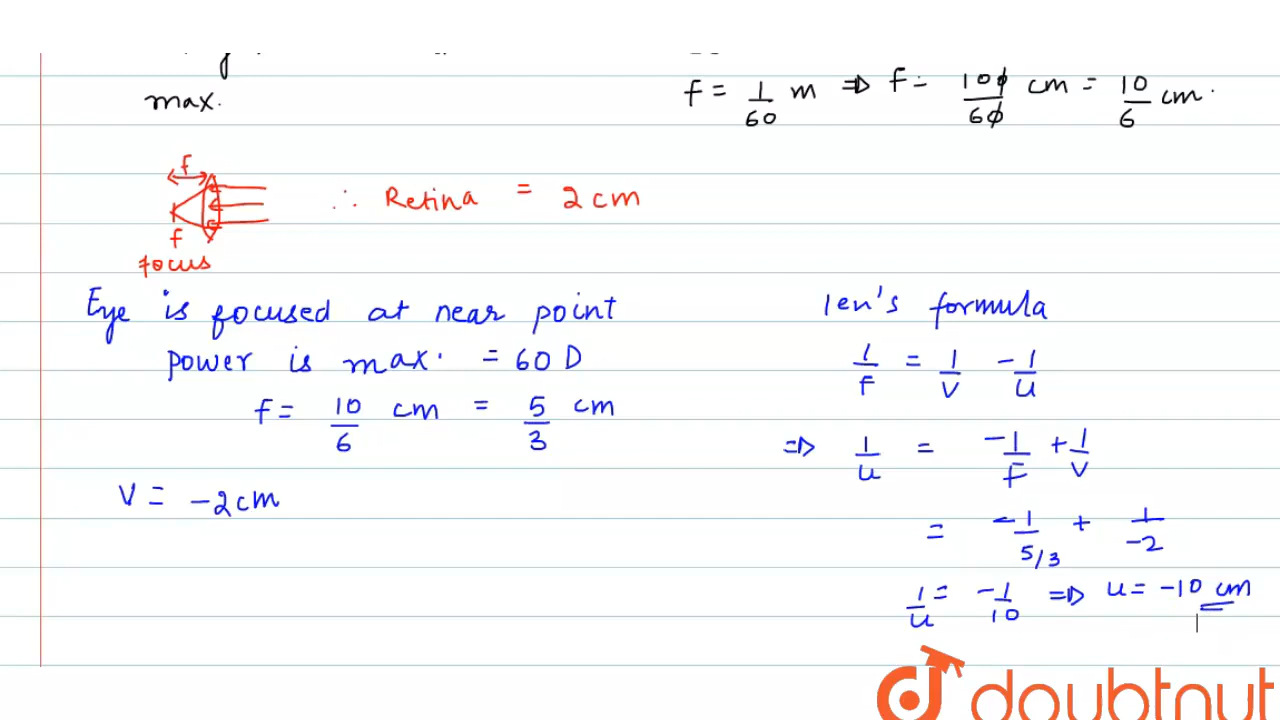 max.
f = 1/60 m ⇒ f = 100/60 cm = 10/6 cm.
f
∴ Retina = 2 cm
f
focus
Eye is focused at near point
power is max. = 60 D
f = 10/6 cm = 5/3 cm
V = -2 cm
len's formula
1/F = 1/V - 1/u
⇒ 1/u = -1/F + 1/V
= -1/5/3 + 1/-2
1/u = -1/10 ⇒ u = -10 cm
doubtnut